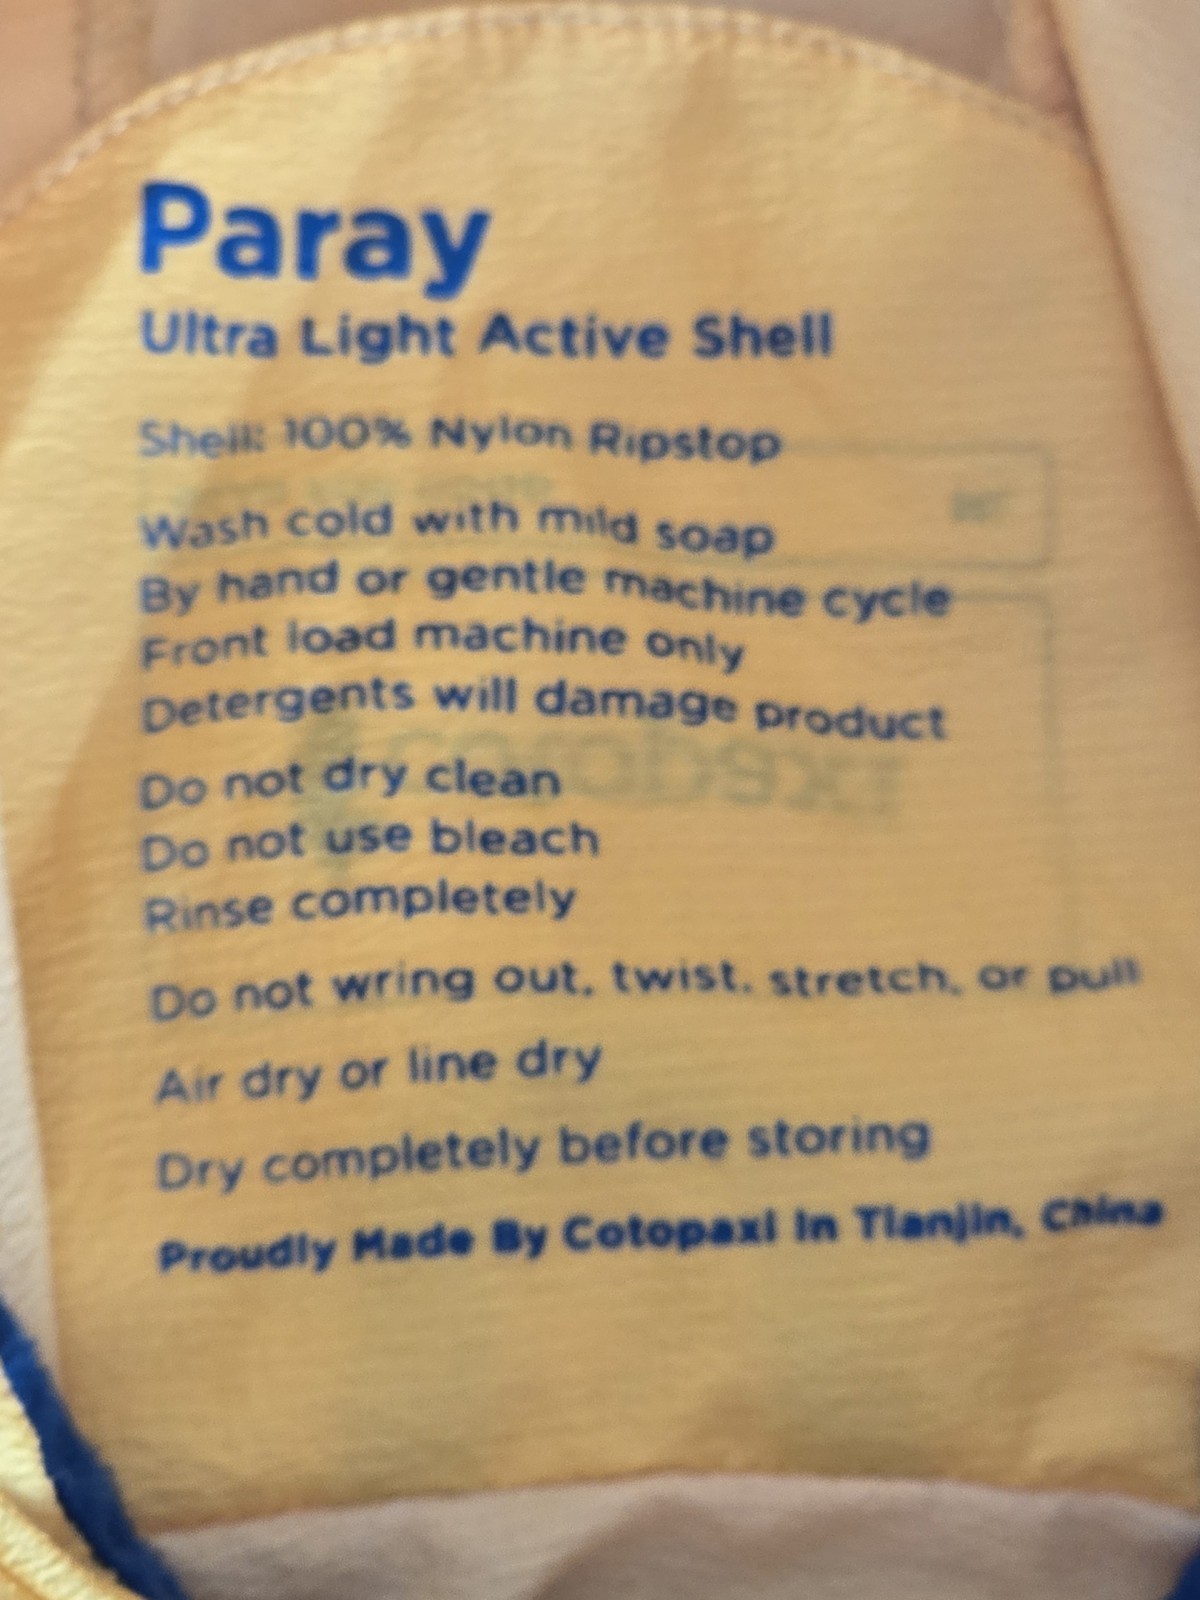 Paray
Ultra Light Active Shell
Shell: 100% Nylon Ripstop
Wash cold with mild soap
By hand or gentle machine cycle
Front load machine only
Detergents will damage product
Do not dry clean
Do not use bleach
Rinse completely
Do not wring out, twist, stretch, or pull
Air dry or line dry
Dry completely before storing
Proudly Made By Cotopaxi In Tianjin, China